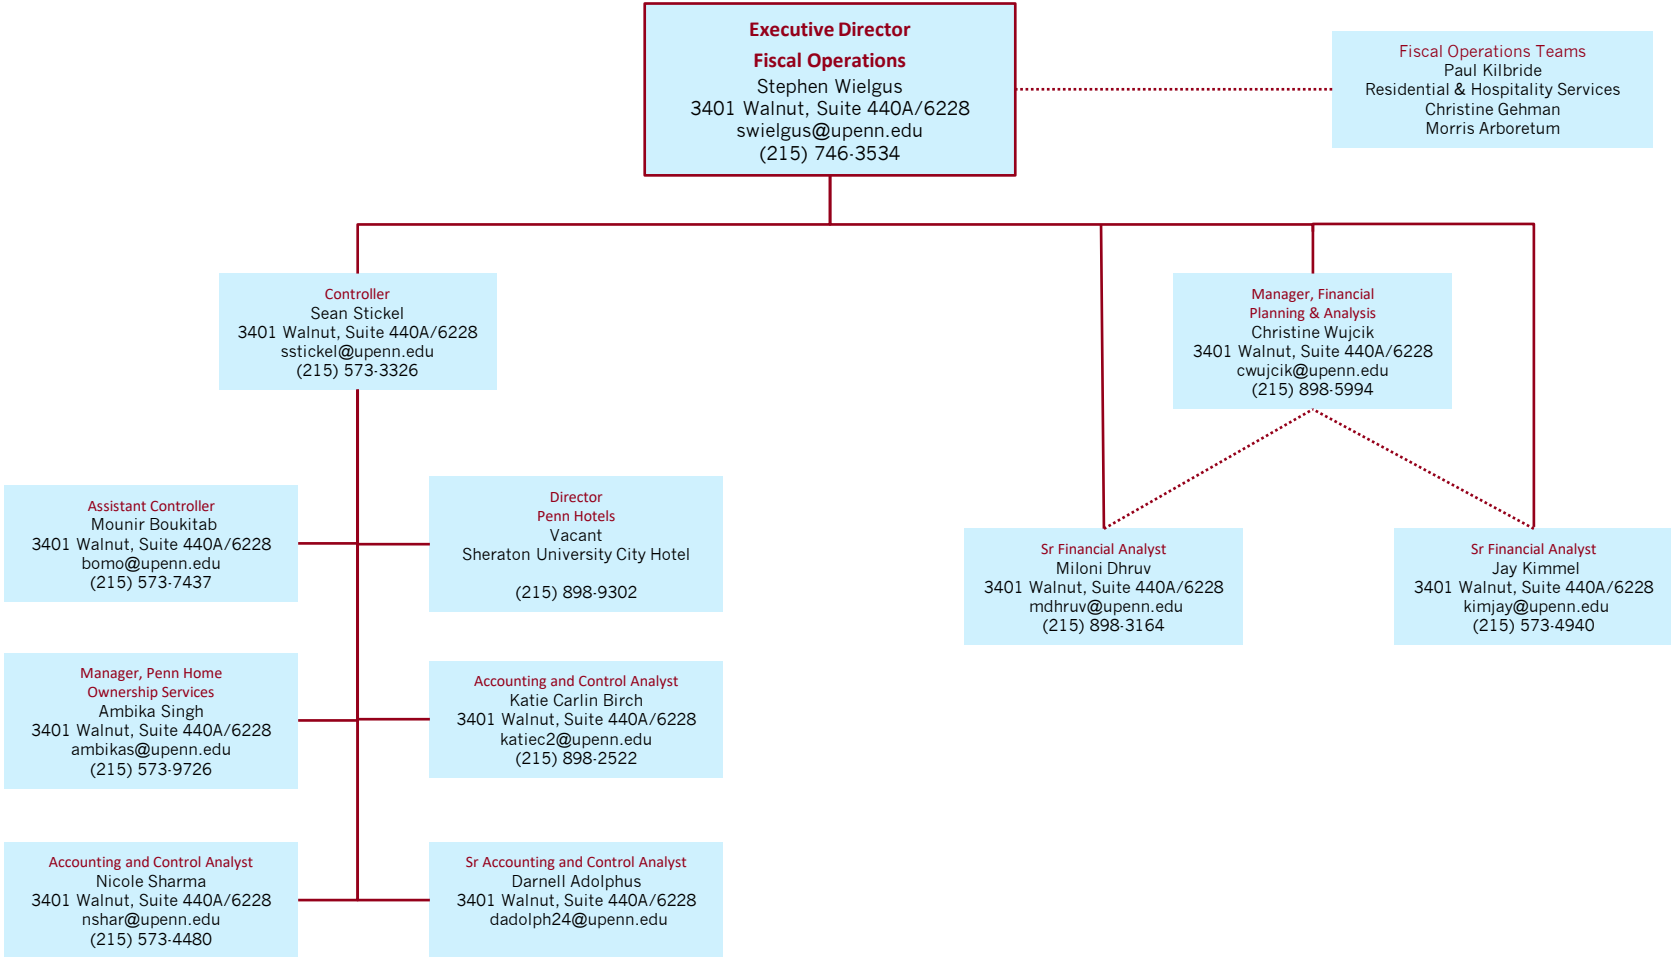 Executive Director
Fiscal Operations
Stephen Wielgus
3401 Walnut, Suite 440A/6228
swielgus@upenn.edu
(215) 746-3534
Fiscal Operations Teams
Paul Kilbride
Residential & Hospitality Services
Christine Gehman
Morris Arboretum
Controller
Sean Stickel
3401 Walnut, Suite 440A/6228
sstickel@upenn.edu
(215) 573-3326
Manager, Financial
Planning & Analysis
Christine Wujcik
3401 Walnut, Suite 440A/6228
cwujcik@upenn.edu
(215) 898-5994
Assistant Controller
Mounir Boukitab
3401 Walnut, Suite 440A/6228
bomo@upenn.edu
(215) 573-7437
Director
Penn Hotels
Vacant
Sheraton University City Hotel
(215) 898-9302
Sr Financial Analyst
Miloni Dhruv
3401 Walnut, Suite 440A/6228
mdhruv@upenn.edu
(215) 898-3164
Sr Financial Analyst
Jay Kimmel
3401 Walnut, Suite 440A/6228
kimjay@upenn.edu
(215) 573-4940
Manager, Penn Home
Ownership Services
Ambika Singh
3401 Walnut, Suite 440A/6228
ambikas@upenn.edu
(215) 573-9726
Accounting and Control Analyst
Katie Carlin Birch
3401 Walnut, Suite 440A/6228
katiec2@upenn.edu
(215) 898-2522
Accounting and Control Analyst
Nicole Sharma
3401 Walnut, Suite 440A/6228
nshar@upenn.edu
(215) 573-4480
Sr Accounting and Control Analyst
Darnell Adolphus
3401 Walnut, Suite 440A/6228
dadolph24@upenn.edu